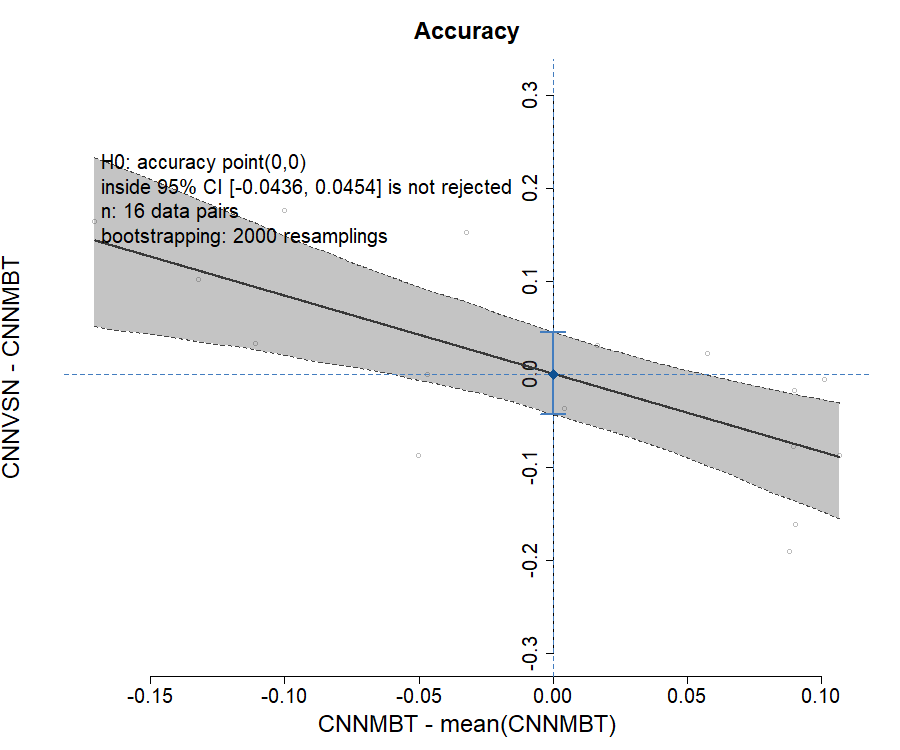 Accuracy
H0: accuracy point(0,0)
inside 95% CI [-0.0436, 0.0454] is not rejected
n: 16 data pairs
bootstrapping: 2000 resamplings
0.3
0.2
0.1
0.0
-0.1
-0.2
-0.3
CNNVSN - CNNMBT
-0.15
-0.10
-0.05
0.00
0.05
0.10
CNNMBT - mean(CNNMBT)